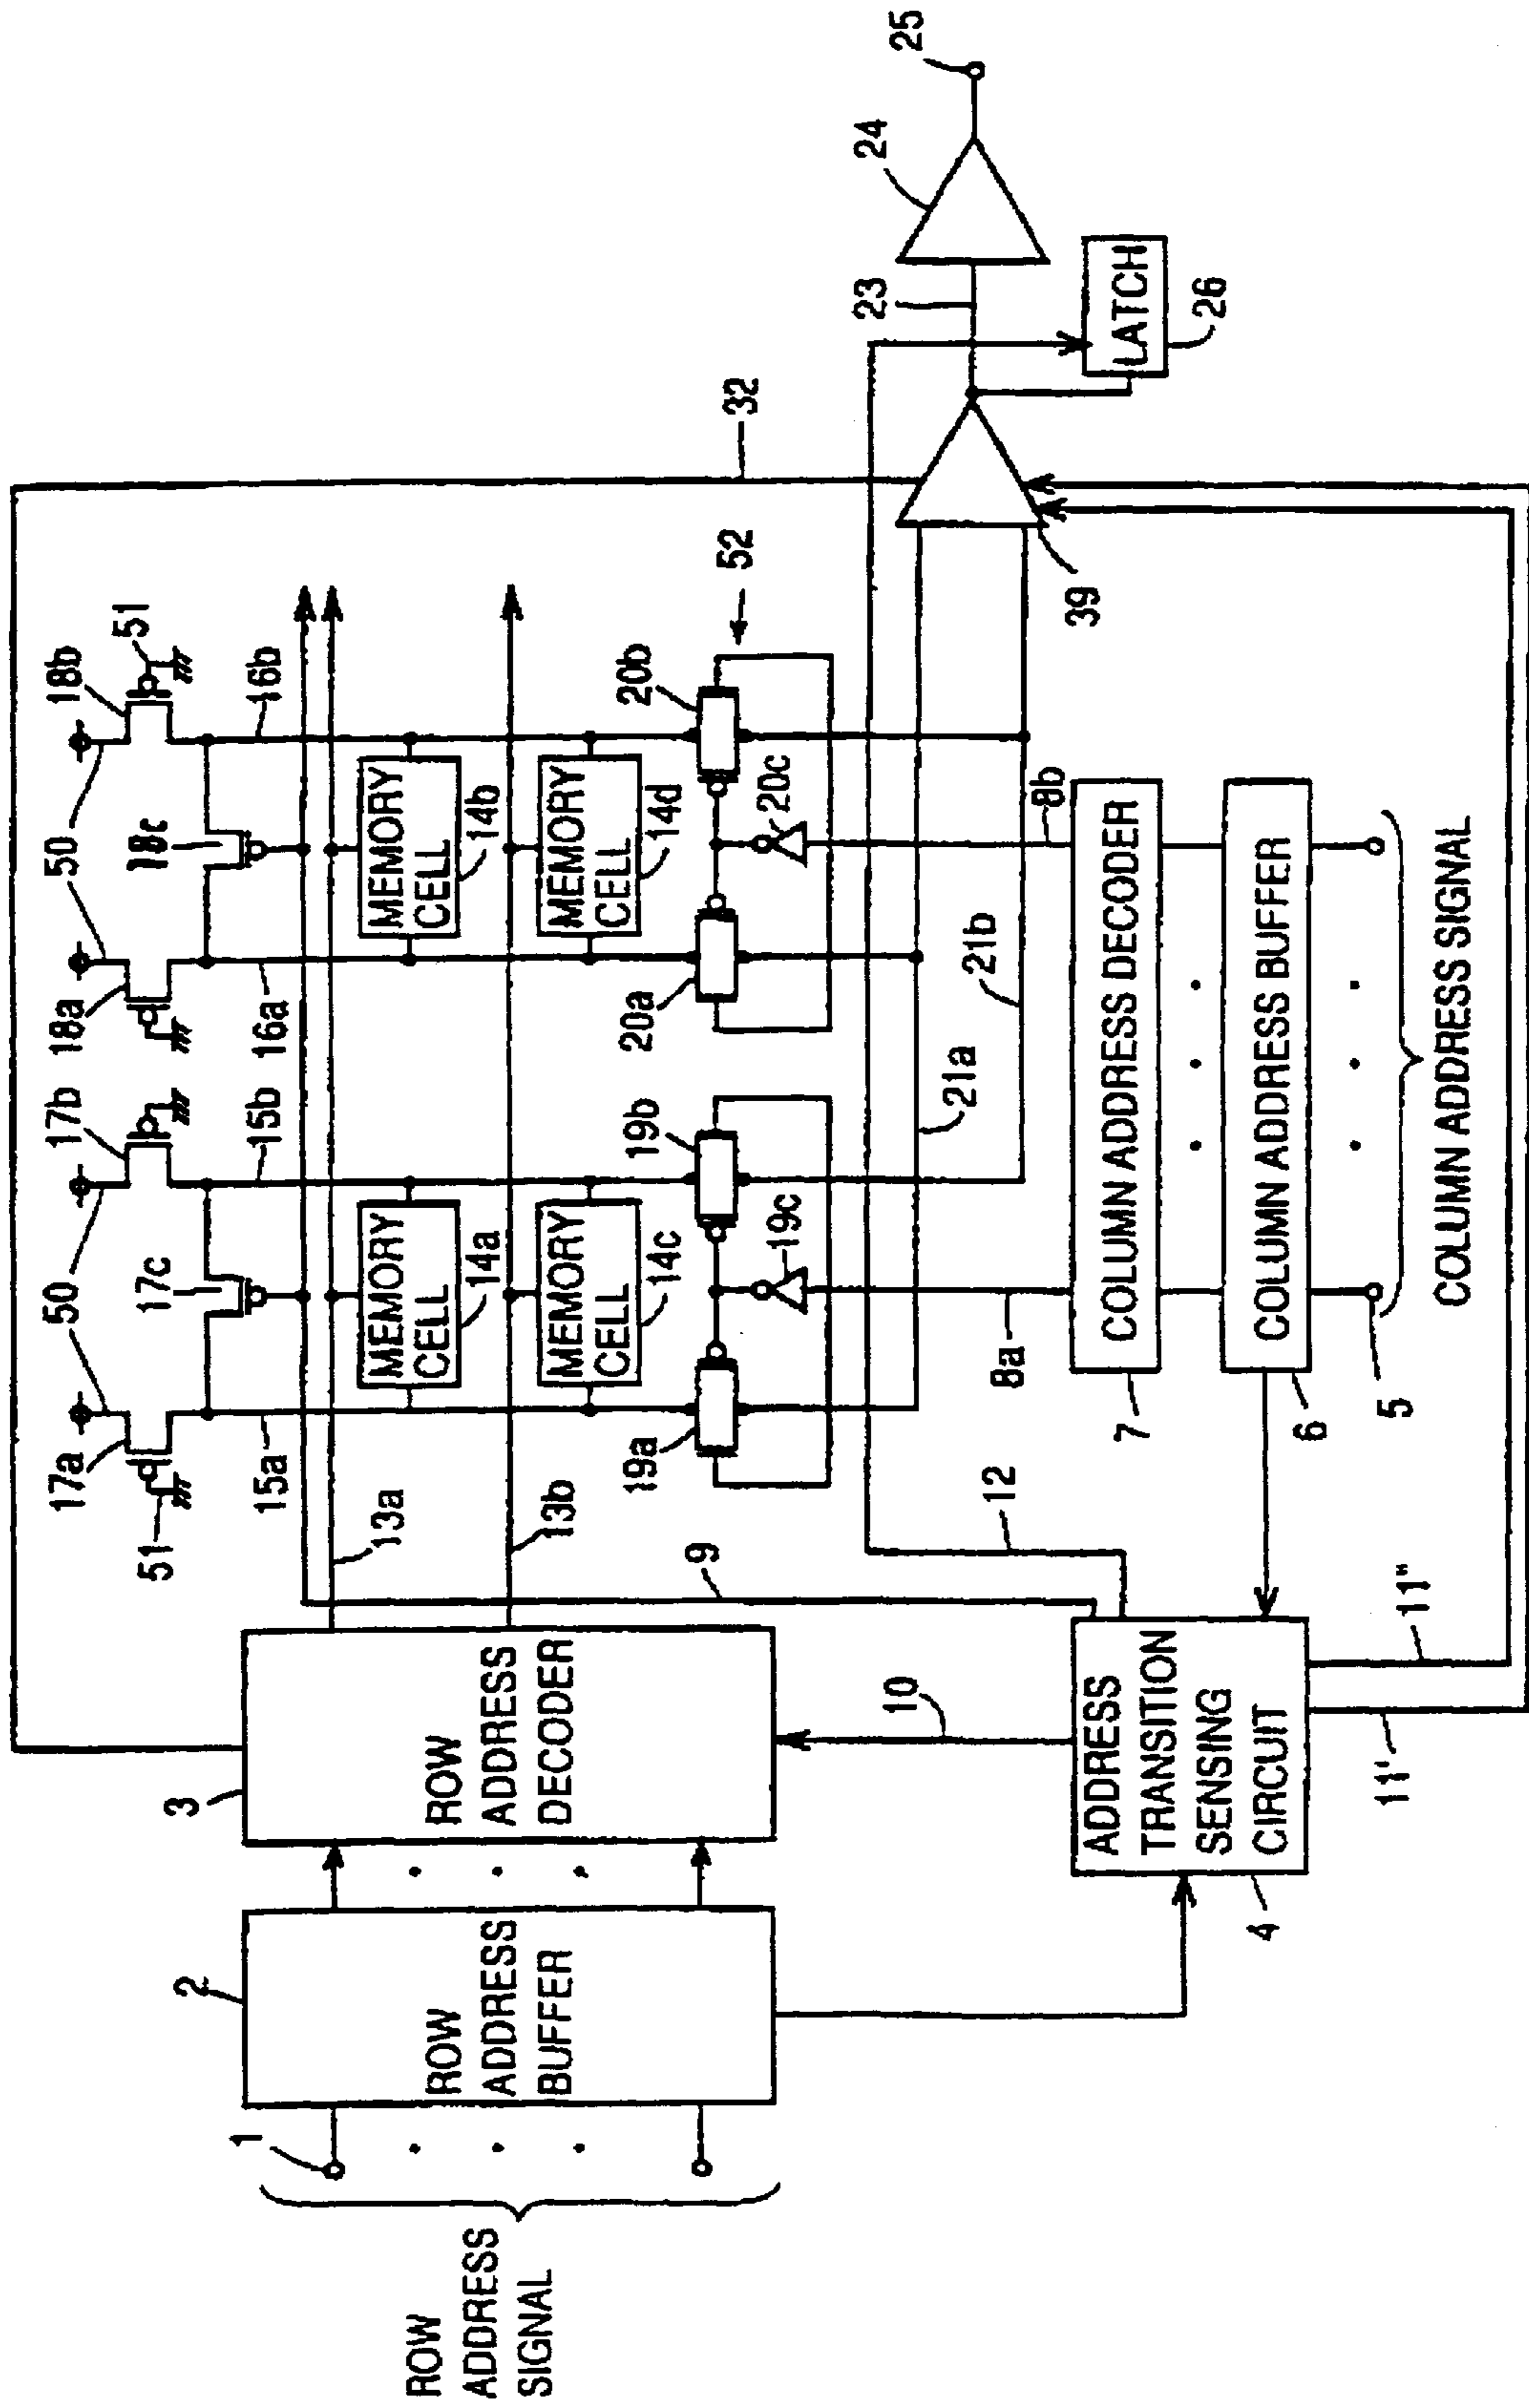 50
50
17a
17c
17b
18a
18c
18b
51
51
15a
15b
16a
16b
32
13a
MEMORY
CELL
14a
MEMORY
CELL
14b
13b
MEMORY
CELL
14c
MEMORY
CELL
14d
52
19a
19b
20a
20b
19c
20c
ROW
ADDRESS
SIGNAL
1
2
ROW
ADDRESS
BUFFER
3
ROW
ADDRESS
DECODER
9
10
12
21a
21b
23
24
25
39
LATCH
26
8a
8b
4
ADDRESS
TRANSITION
SENSING
CIRCUIT
7
COLUMN ADDRESS DECODER
6
COLUMN ADDRESS BUFFER
5
COLUMN ADDRESS SIGNAL
11'
11"